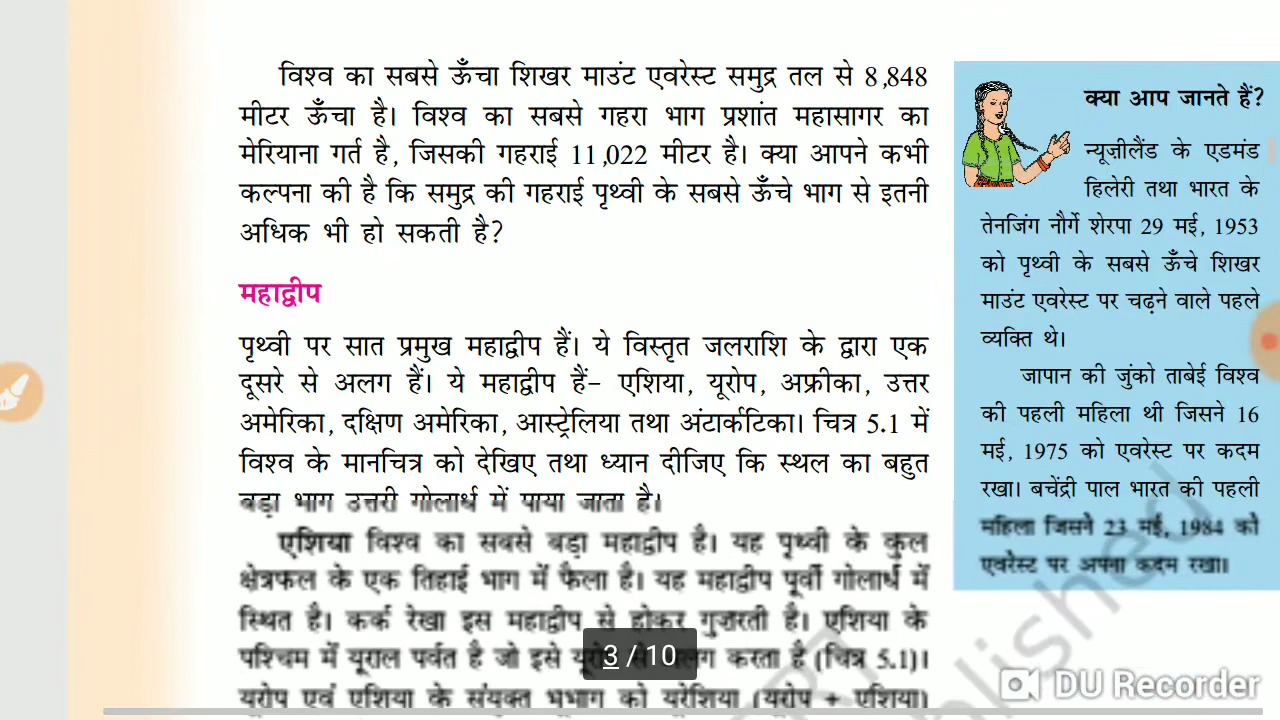 विश्व का सबसे ऊँचा शिखर माउंट एवरेस्ट समुद्र तल से 8,848
मीटर ऊँचा है। विश्व का सबसे गहरा भाग प्रशांत महासागर का
मेरियाना गर्त है, जिसकी गहराई 11,022 मीटर है। क्या आपने कभी
कल्पना की है कि समुद्र की गहराई पृथ्वी के सबसे ऊँचे भाग से इतनी
अधिक भी हो सकती है?
महाद्वीप
पृथ्वी पर सात प्रमुख महाद्वीप हैं। ये विस्तृत जलराशि के द्वारा एक
दूसरे से अलग हैं। ये महाद्वीप हैं– एशिया, यूरोप, अफ्रीका, उत्तर
अमेरिका, दक्षिण अमेरिका, आस्ट्रेलिया तथा अंटार्कटिका। चित्र 5.1 में
विश्व के मानचित्र को देखिए तथा ध्यान दीजिए कि स्थल का बहुत
बड़ा भाग उत्तरी गोलार्ध में पाया जाता है।
एशिया विश्व का सबसे बड़ा महाद्वीप है। यह पृथ्वी के कुल
क्षेत्रफल के एक तिहाई भाग में फैला है। यह महाद्वीप पूर्वी गोलार्ध में
स्थित है। कर्क रेखा इस महाद्वीप से होकर गुज़रती है। एशिया के
पश्चिम में यूराल पर्वत है जो इसे करता है (चित्र 5.1)।
यूरोप एवं एशिया के संयुक्त भूभाग को यूरेशिया (यूरोप + एशिया)
क्या आप जानते हैं?
न्यूज़ीलैंड के एडमंड
हिलेरी तथा भारत के
तेनजिंग नौर्गे शेरपा 29 मई, 1953
को पृथ्वी के सबसे ऊँचे शिखर
माउंट एवरेस्ट पर चढ़ने वाले पहले
व्यक्ति थे।
जापान की जुंको ताबेई विश्व
की पहली महिला थी जिसने 16
मई, 1975 को एवरेस्ट पर कदम
रखा। बचेंद्री पाल भारत की पहली
महिला जिसने 23 मई, 1984 को
एवरेस्ट पर अपना कदम रखा।
3 / 10
DU Recorder